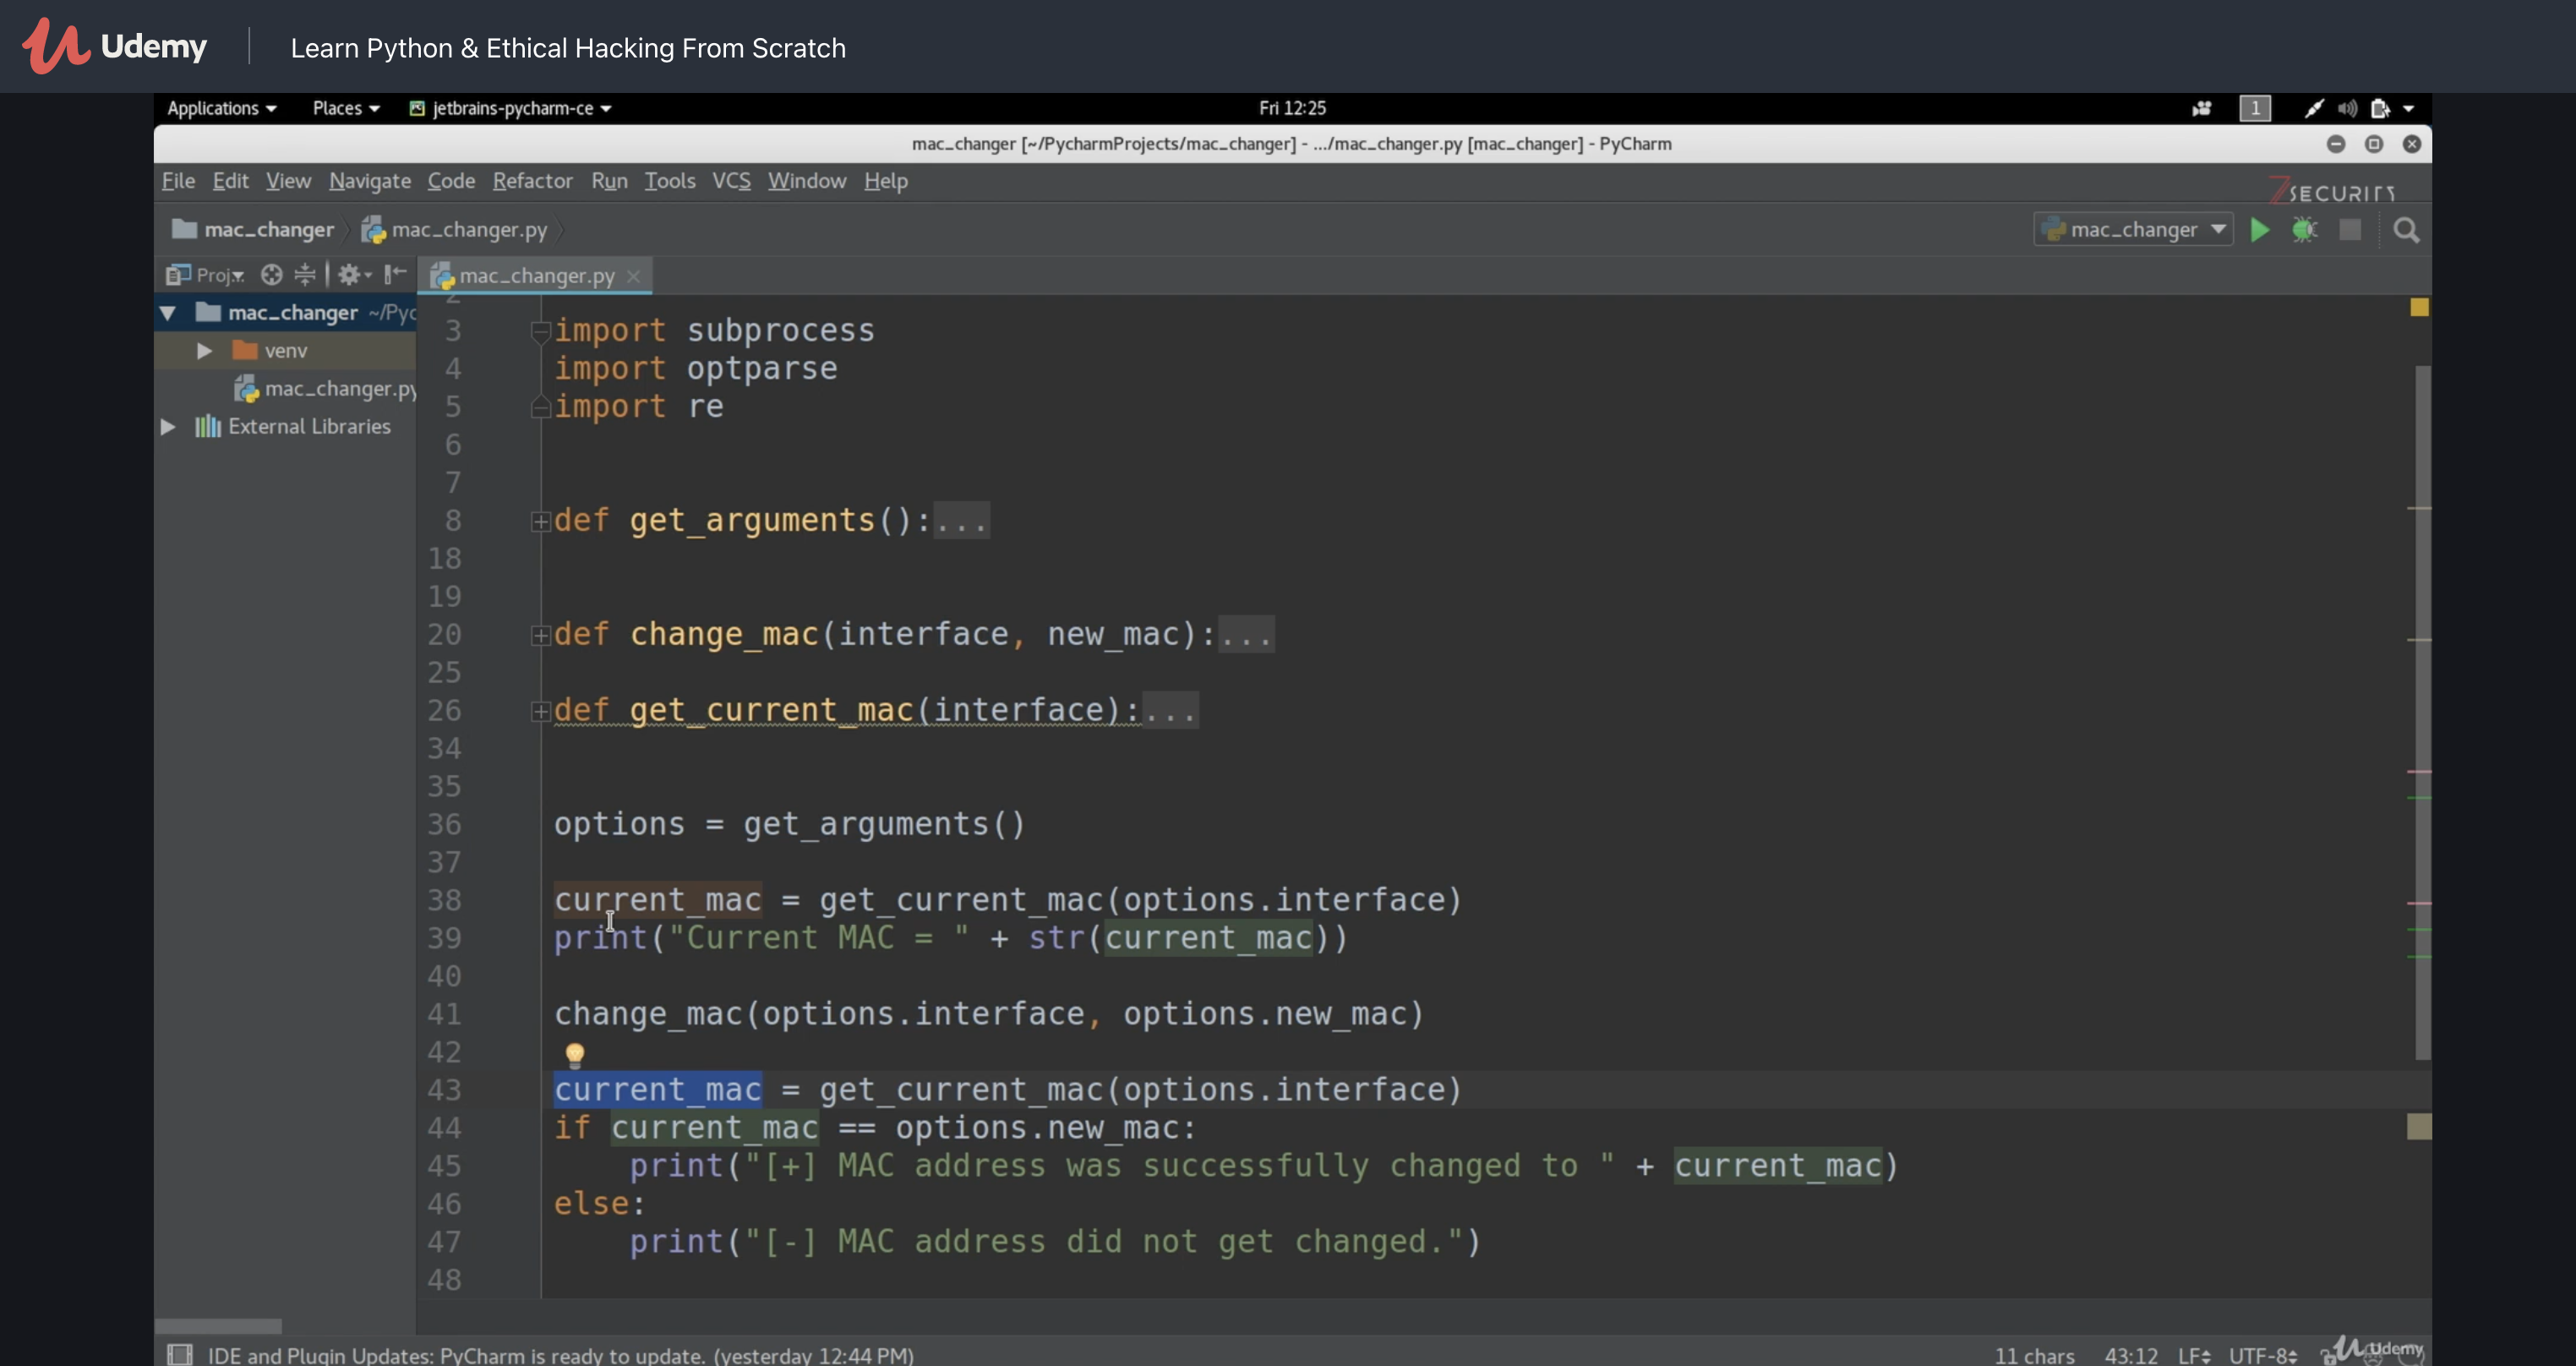 Udemy Learn Python & Ethical Hacking From Scratch
Applications Places jetbrains-pycharm-ce Fri 12:25 1
mac_changer [~/PycharmProjects/mac_changer] - .../mac_changer.py [mac_changer] - PyCharm
File Edit View Navigate Code Refactor Run Tools VCS Window Help
ZSECURITY
mac_changer mac_changer.py mac_changer
Proj... mac_changer.py
mac_changer ~/Pyc
venv
mac_changer.py
External Libraries
2
3 import subprocess
4 import optparse
5 import re
6
7
8 def get_arguments():...
18
19
20 def change_mac(interface, new_mac):...
25
26 def get_current_mac(interface):...
34
35
36 options = get_arguments()
37
38 current_mac = get_current_mac(options.interface)
39 print("Current MAC = " + str(current_mac))
40
41 change_mac(options.interface, options.new_mac)
42
43 current_mac = get_current_mac(options.interface)
44 if current_mac == options.new_mac:
45     print("[+] MAC address was successfully changed to " + current_mac)
46 else:
47     print("[-] MAC address did not get changed.")
48
IDE and Plugin Updates: PyCharm is ready to update. (yesterday 12:44 PM) 11 chars 43:12 LF UTF-8 Udemy